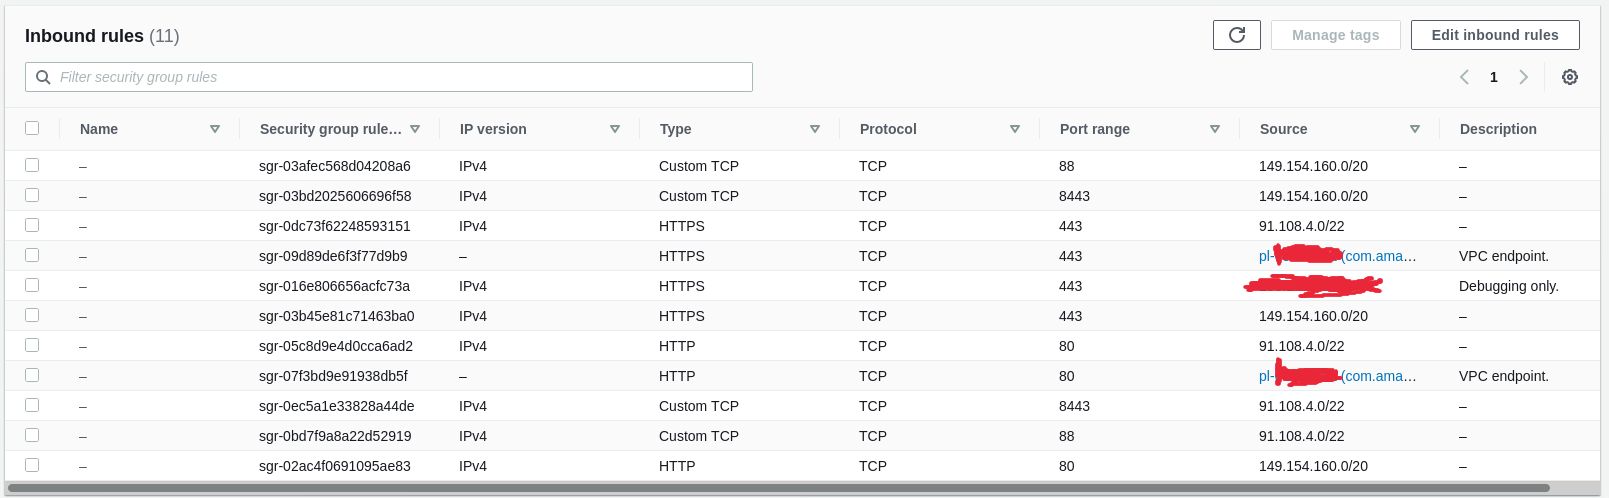 Inbound rules (11)
Manage tags
Edit inbound rules
Filter security group rules
1
Name Security group rule... IP version Type Protocol Port range Source Description
– sgr-03afec568d04208a6 IPv4 Custom TCP TCP 88 149.154.160.0/20 –
– sgr-03bd2025606696f58 IPv4 Custom TCP TCP 8443 149.154.160.0/20 –
– sgr-0dc73f62248593151 IPv4 HTTPS TCP 443 91.108.4.0/22 –
– sgr-09d89de6f3f77d9b9 – HTTPS TCP 443 pl- (com.ama... VPC endpoint.
– sgr-016e806656acfc73a IPv4 HTTPS TCP 443 Debugging only.
– sgr-03b45e81c71463ba0 IPv4 HTTPS TCP 443 149.154.160.0/20 –
– sgr-05c8d9e4d0cca6ad2 IPv4 HTTP TCP 80 91.108.4.0/22 –
– sgr-07f3bd9e91938db5f – HTTP TCP 80 pl- (com.ama... VPC endpoint.
– sgr-0ec5a1e33828a44de IPv4 Custom TCP TCP 8443 91.108.4.0/22 –
– sgr-0bd7f9a8a22d52919 IPv4 Custom TCP TCP 88 91.108.4.0/22 –
– sgr-02ac4f0691095ae83 IPv4 HTTP TCP 80 149.154.160.0/20 –